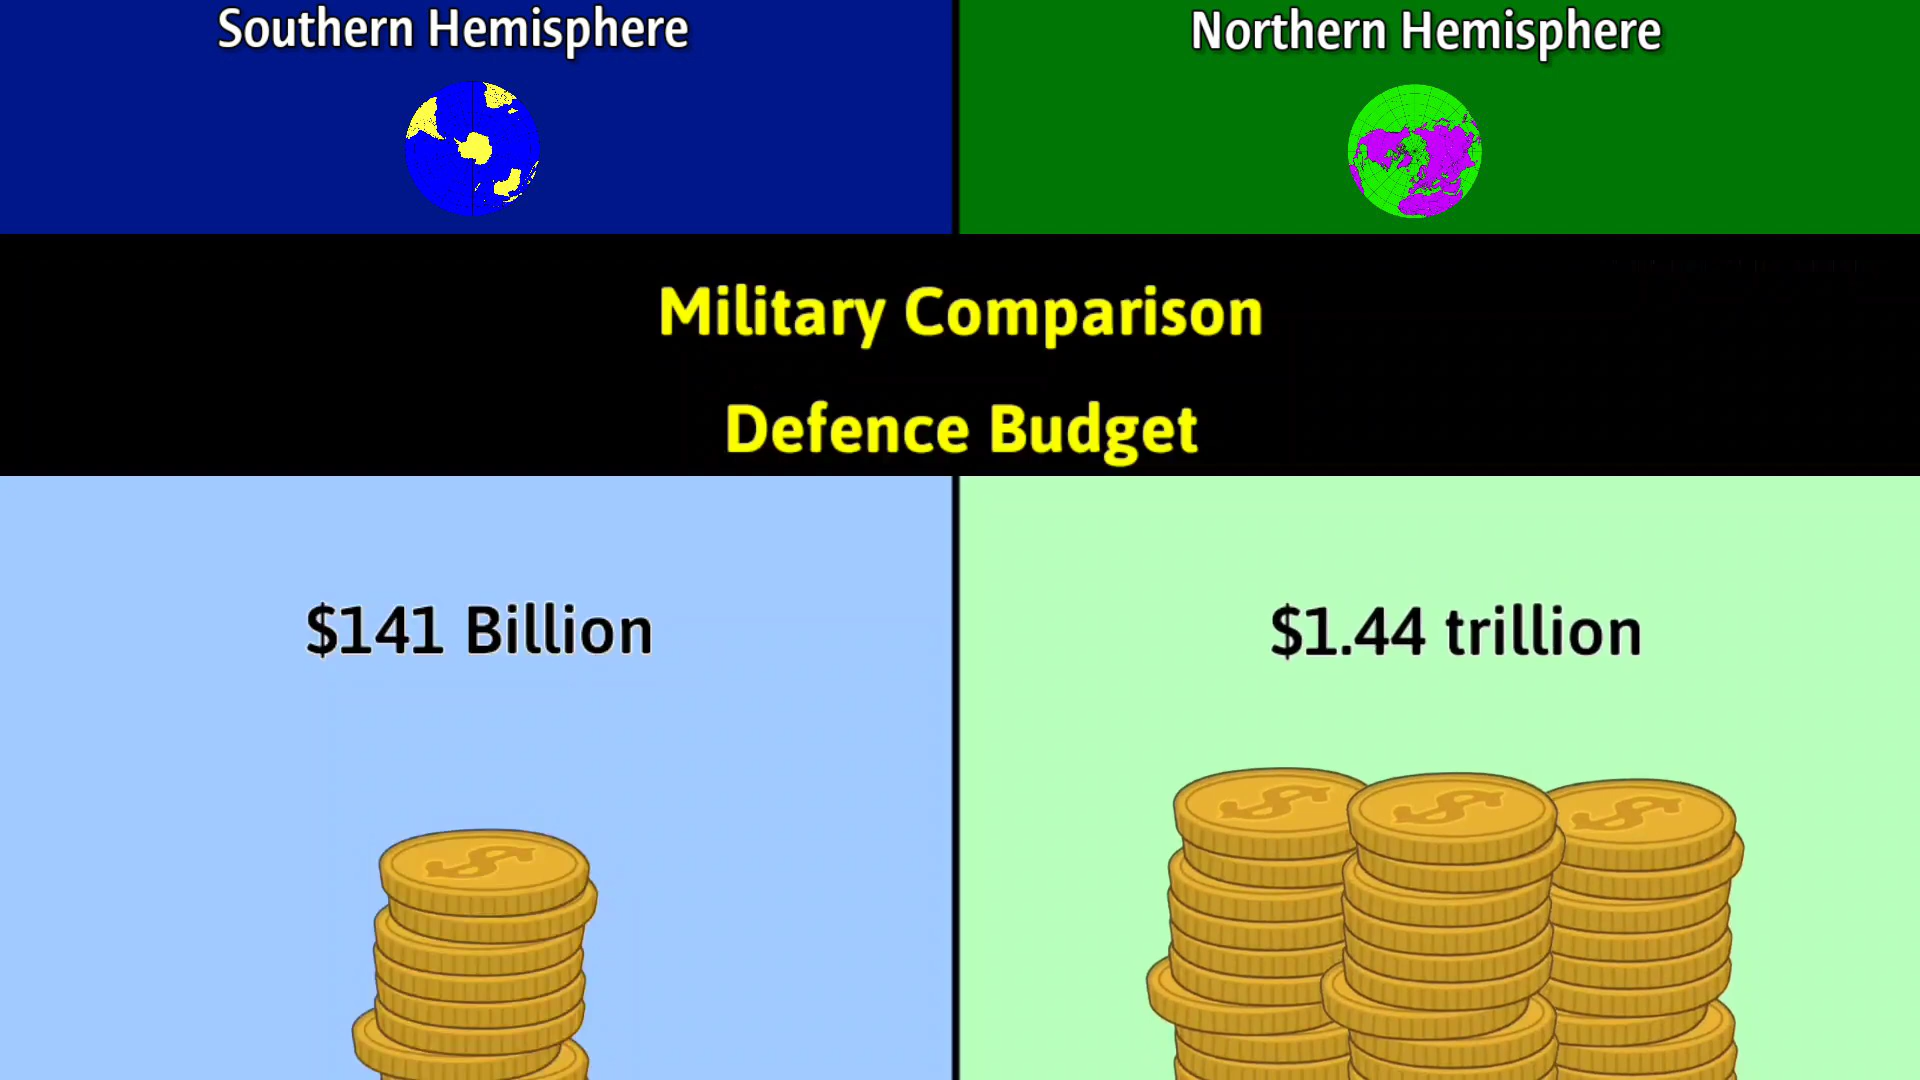 Southern Hemisphere
Northern Hemisphere
Military Comparison
Defence Budget
$141 Billion
$1.44 trillion